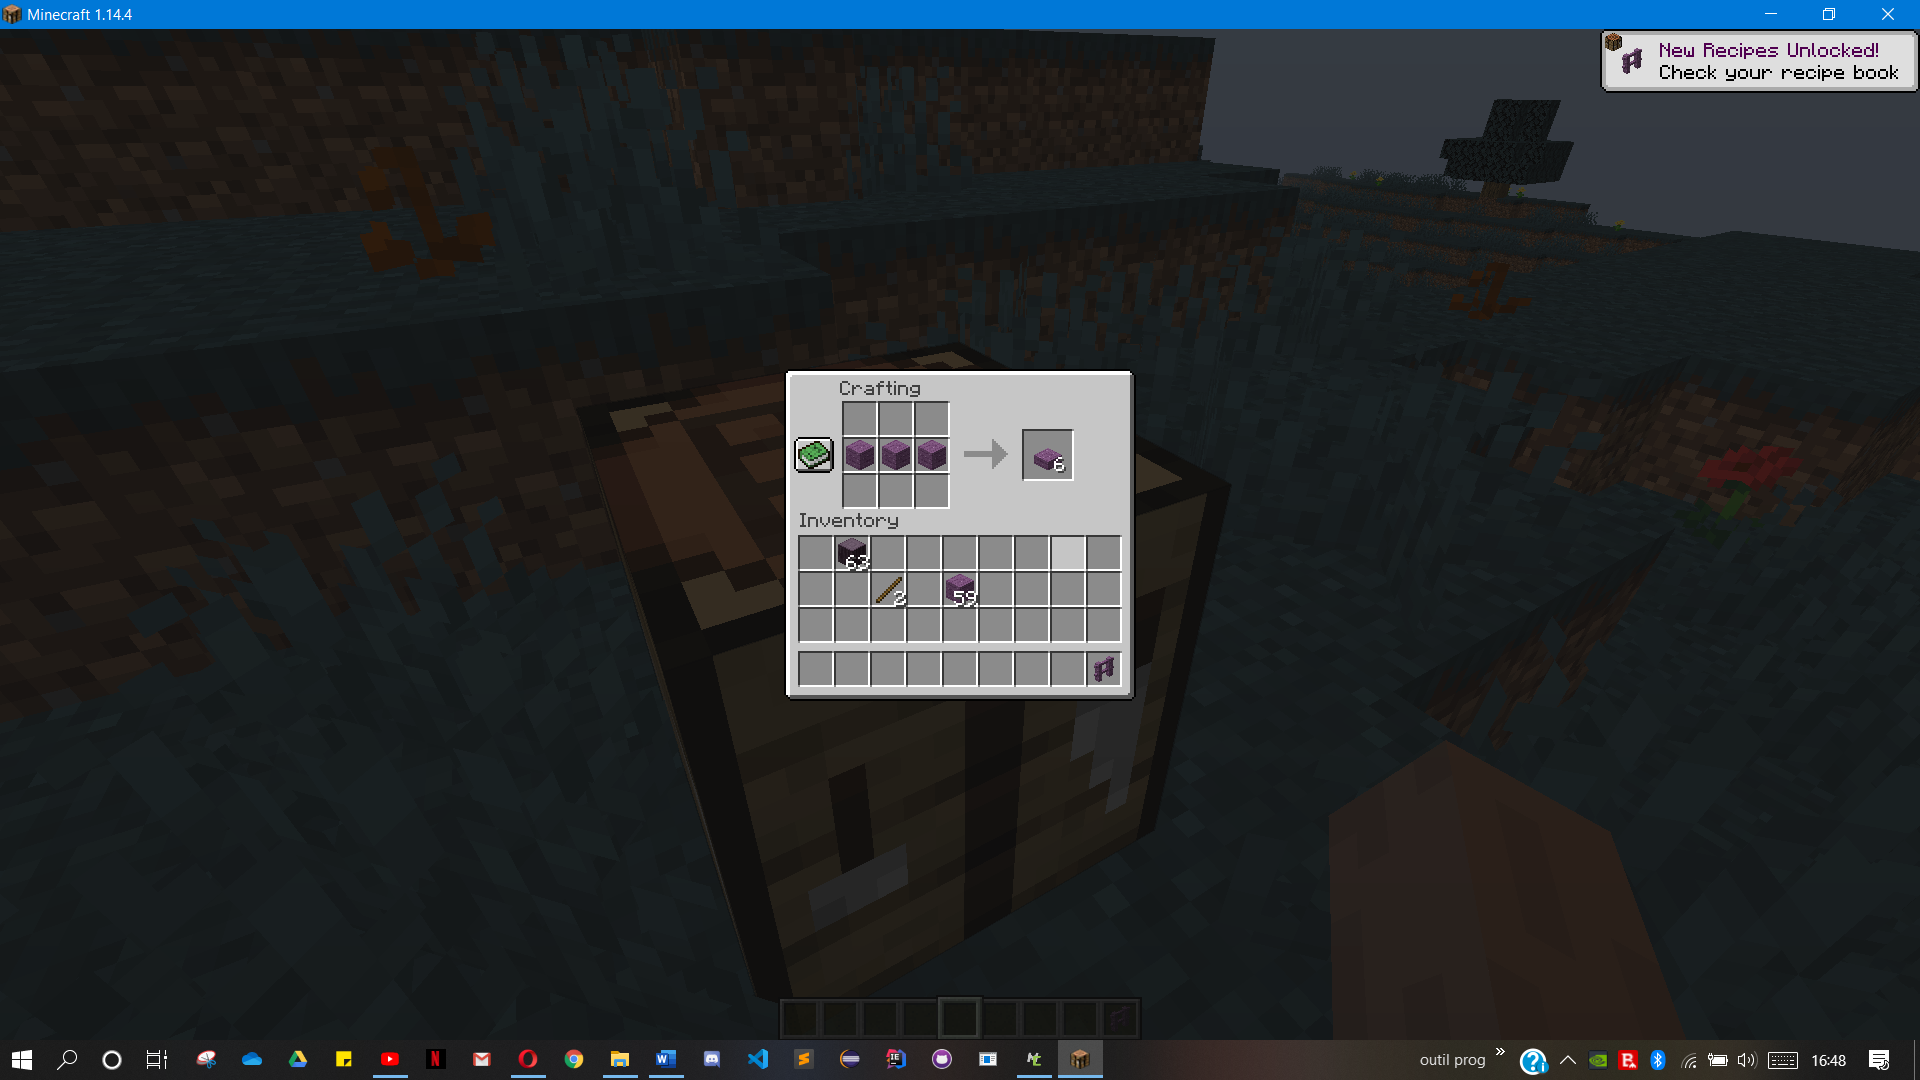 Minecraft 1.14.4
New Recipes Unlocked!
Check your recipe book
Crafting
6
Inventory
63
2
59
outil prog
16:48